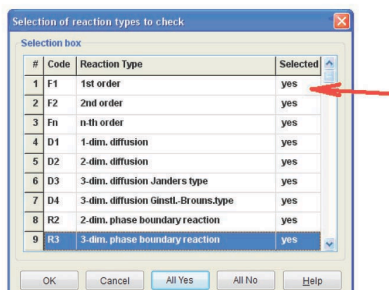 Selection of reaction types to check
Selection box
# Code Reaction Type Selected
1 F1 1st order yes
2 F2 2nd order yes
3 Fn n-th order yes
4 D1 1-dim. diffusion yes
5 D2 2-dim. diffusion yes
6 D3 3-dim. diffusion Janders type yes
7 D4 3-dim. diffusion Ginstl.-Brouns.type yes
8 R2 2-dim. phase boundary reaction yes
9 R3 3-dim. phase boundary reaction yes
OK Cancel All Yes All No Help